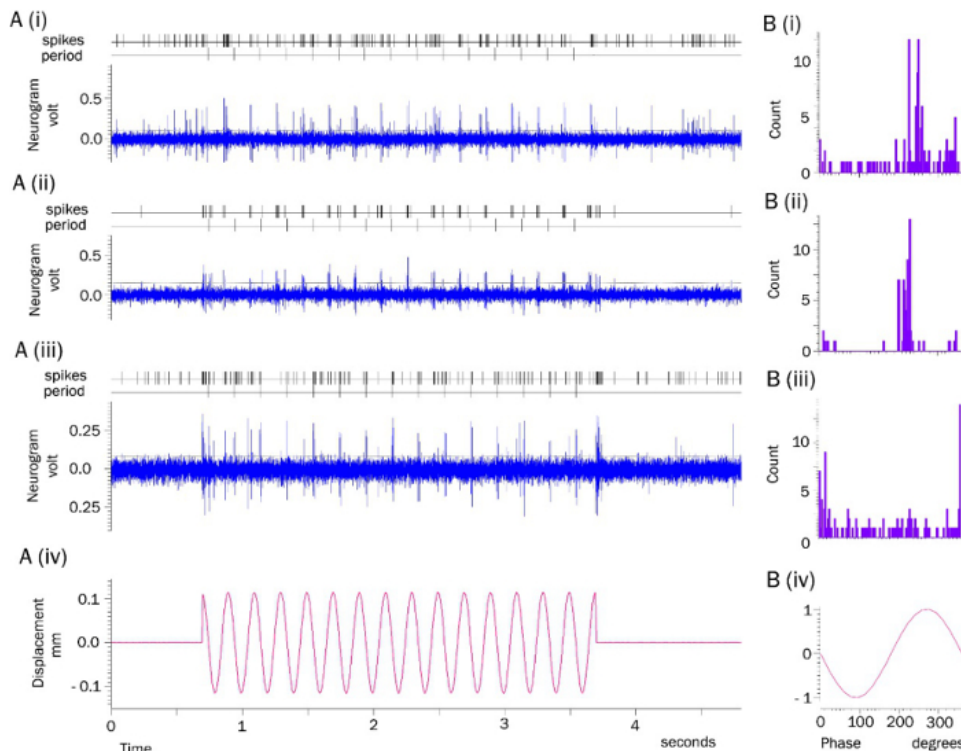 A (i)
spikes
period
Neurogram
volt
0.5
0.0
B (i)
Count
10
5
0
A (ii)
spikes
period
Neurogram
volt
0.5
0.0
B (ii)
Count
10
5
0
A (iii)
spikes
period
Neurogram
volt
0.25
0.0
0.25
B (iii)
Count
10
5
0
A (iv)
Displacement
mm
0.1
0.0
-0.1
0 1 2 3 4
Time seconds
B (iv)
1
0
-1
0 200 300
Phase degrees